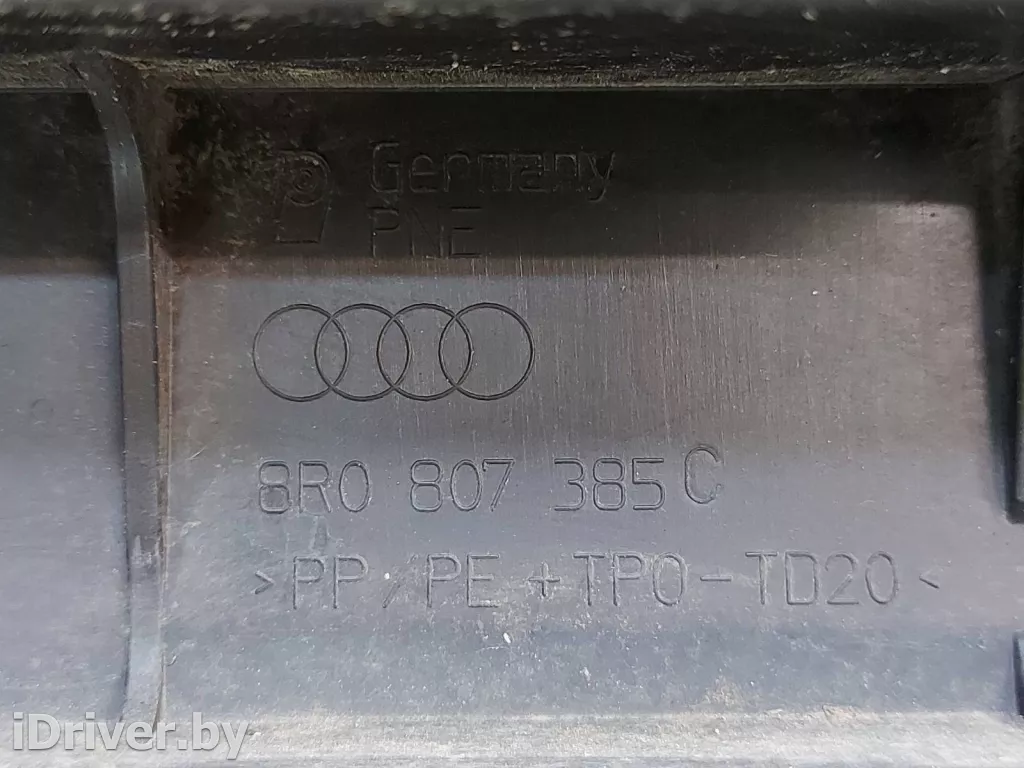 Germany
PNE
8R0 807 385 C
>PP/PE+TPO-TD20<
iDriver.by